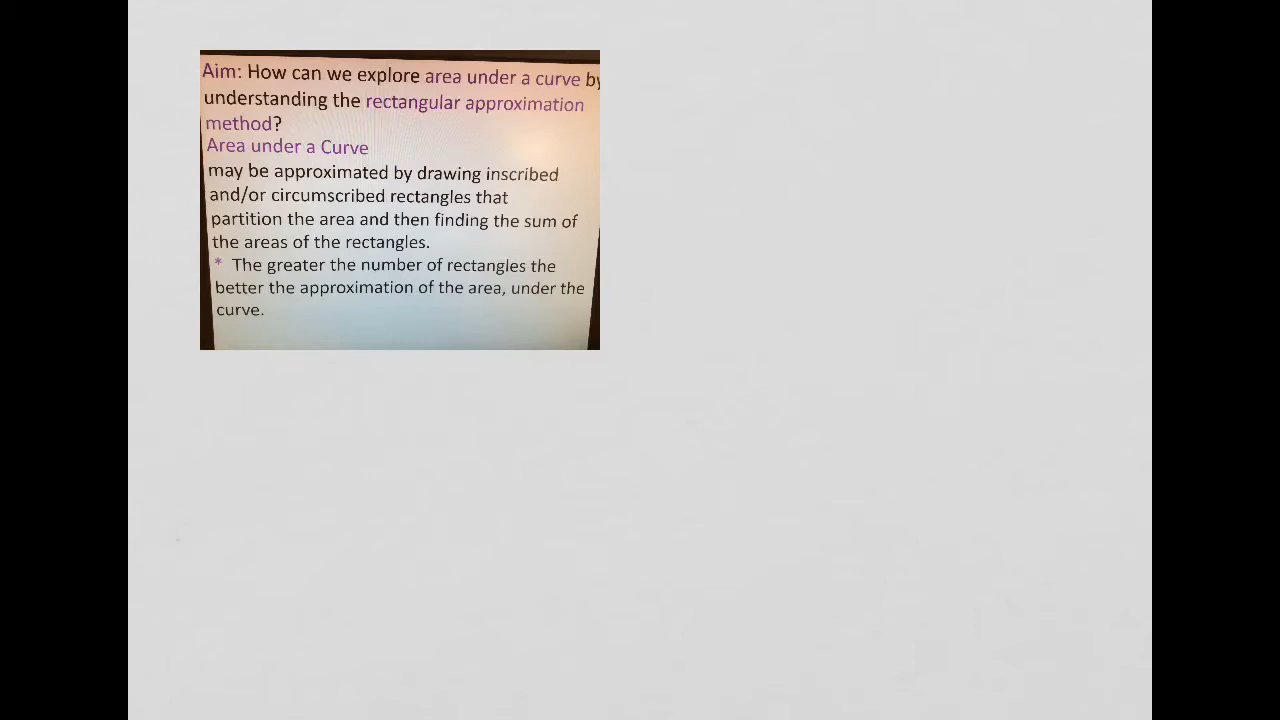 Aim: How can we explore area under a curve by
understanding the rectangular approximation
method?
Area under a Curve
may be approximated by drawing inscribed
and/or circumscribed rectangles that
partition the area and then finding the sum of
the areas of the rectangles.
* The greater the number of rectangles the
better the approximation of the area, under the
curve.